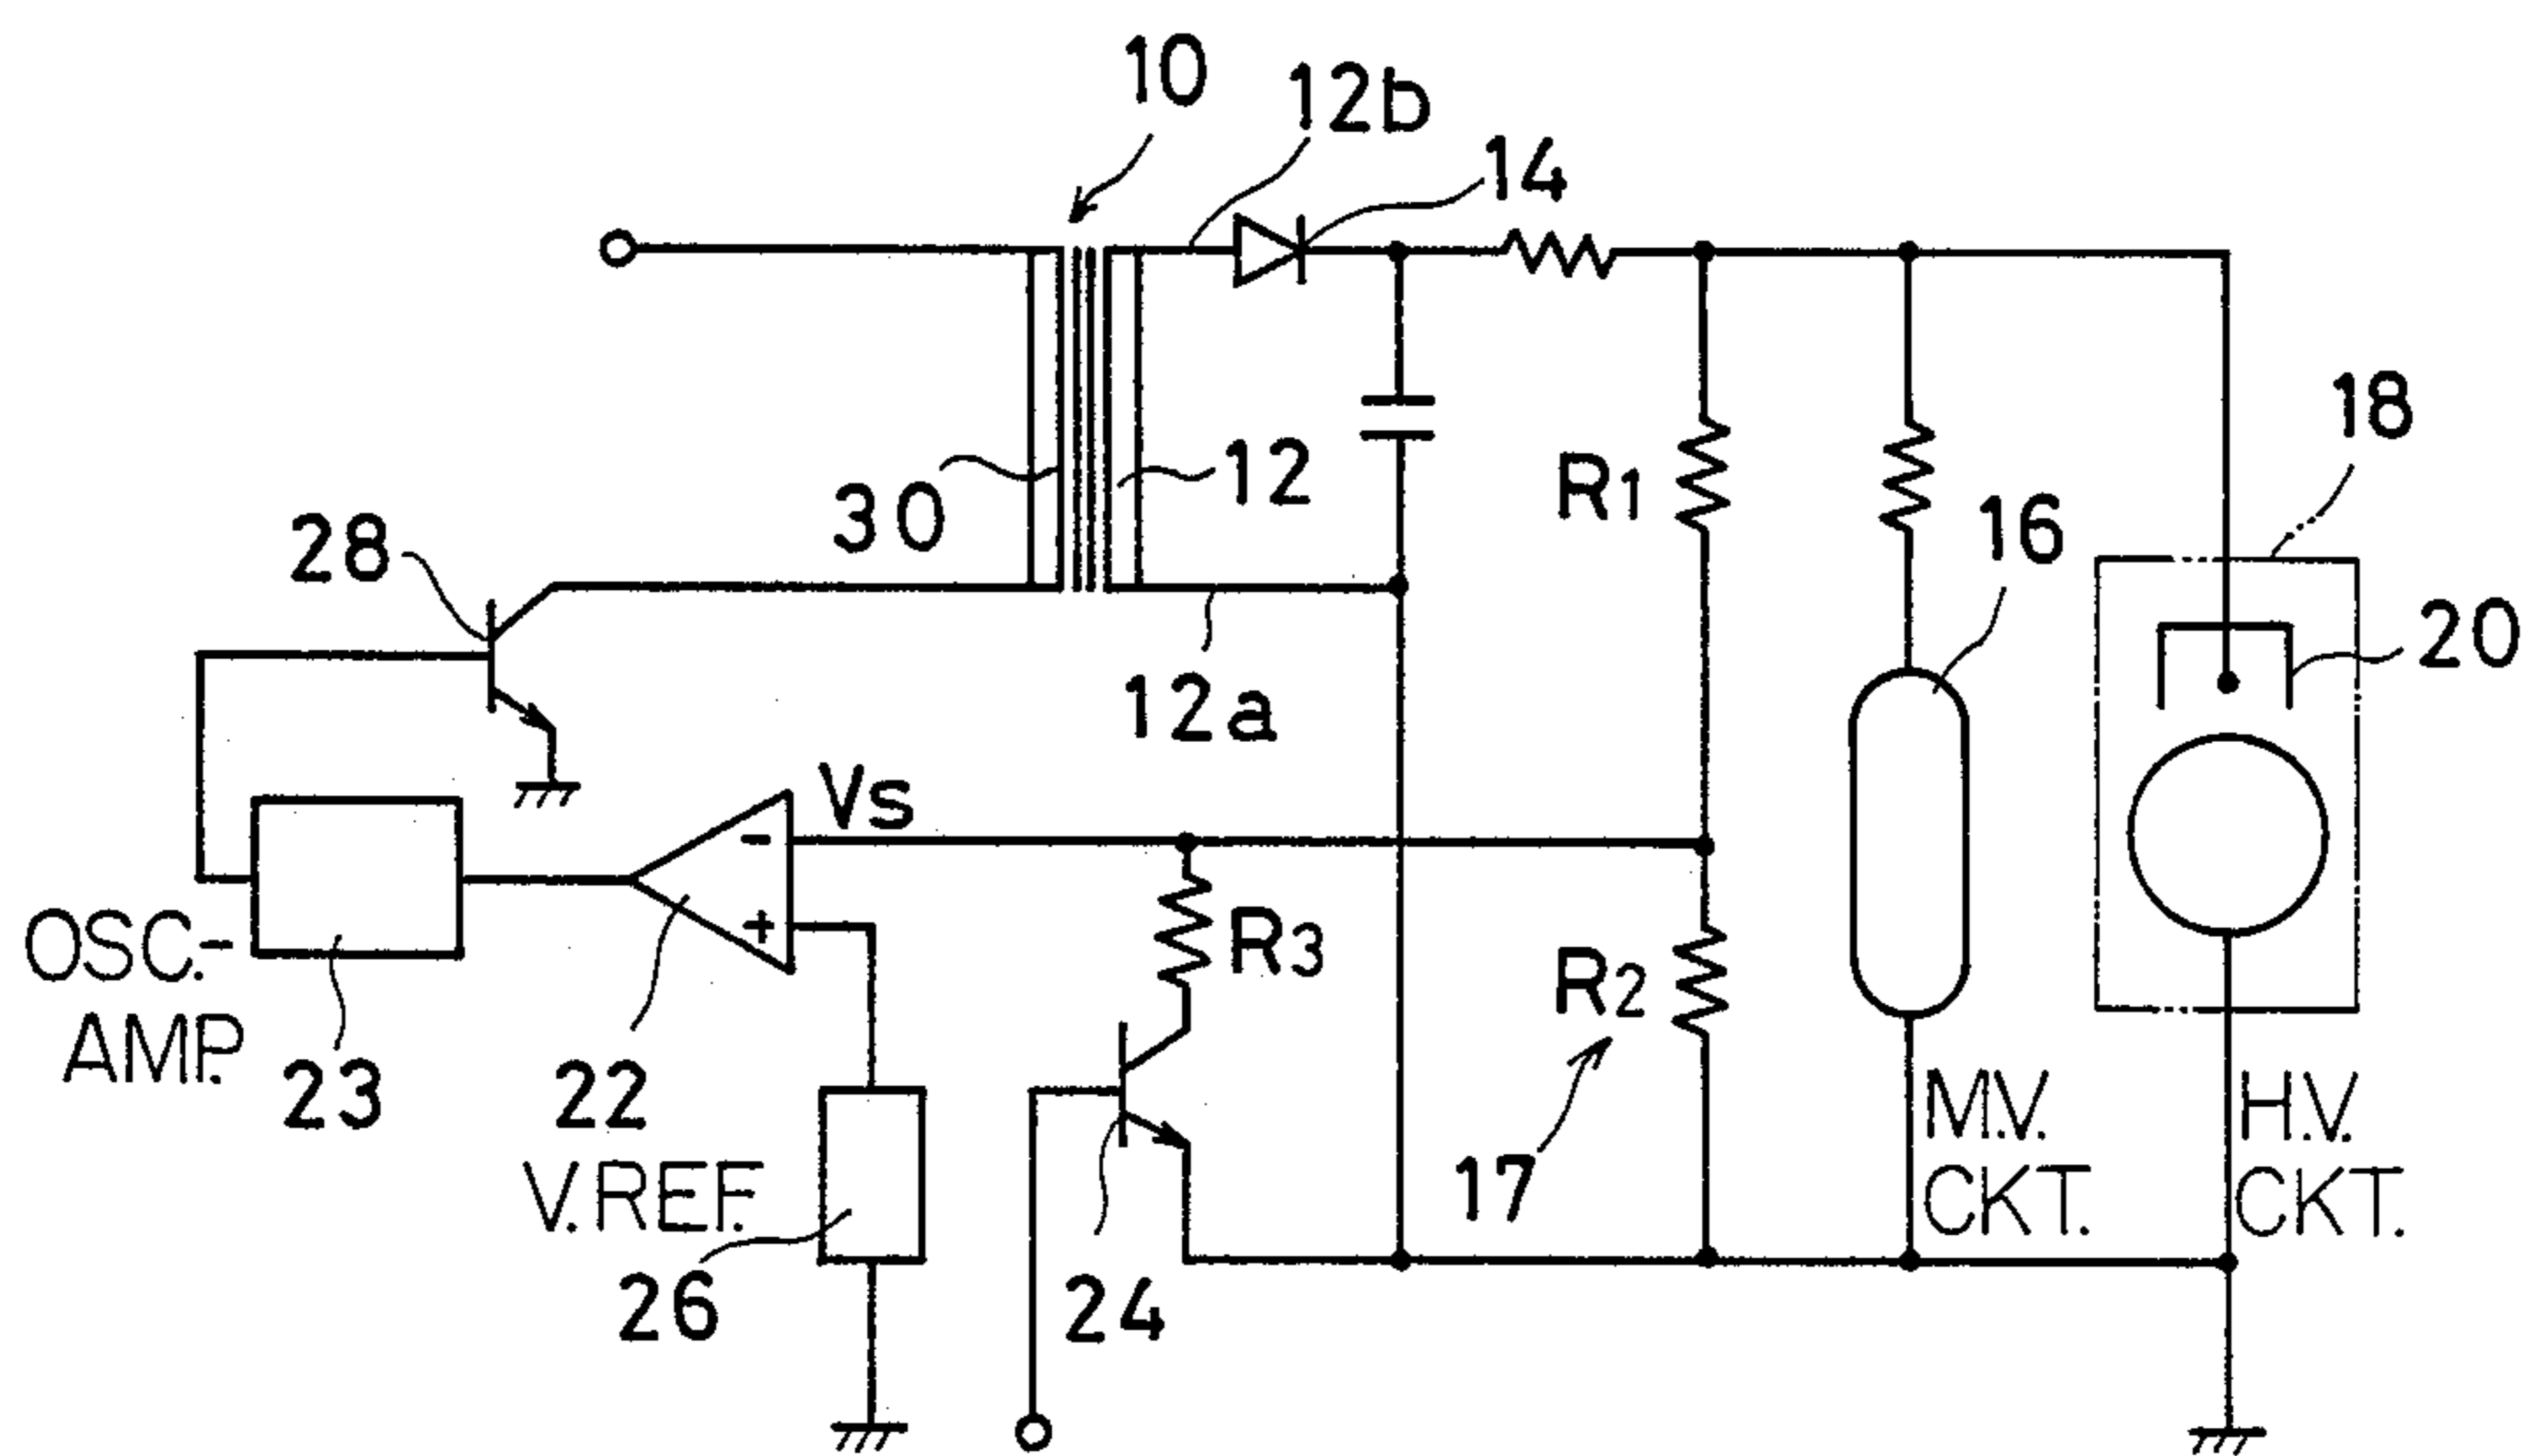 10
12b
14
18
30
12
R1
16
28
20
12a
Vs
-
+
OSC.-
AMP.
23
22
R3
R2
V.REF.
26
24
17
M.V.
CKT.
H.V.
CKT.